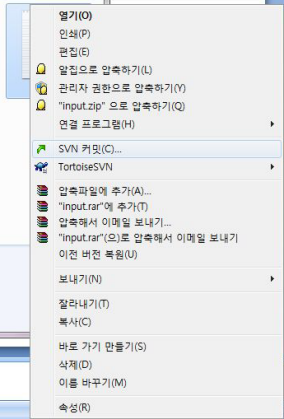 열기(O)
인쇄(P)
편집(E)
알집으로 압축하기(L)
관리자 권한으로 압축하기(Y)
"input.zip" 으로 압축하기(Q)
연결 프로그램(H)
SVN 커밋(C)...
TortoiseSVN
압축파일에 추가(A)...
"input.rar"에 추가(T)
압축해서 이메일 보내기...
"input.rar"(으)로 압축해서 이메일 보내기
이전 버전 복원(U)
보내기(N)
잘라내기(T)
복사(C)
바로 가기 만들기(S)
삭제(D)
이름 바꾸기(M)
속성(R)